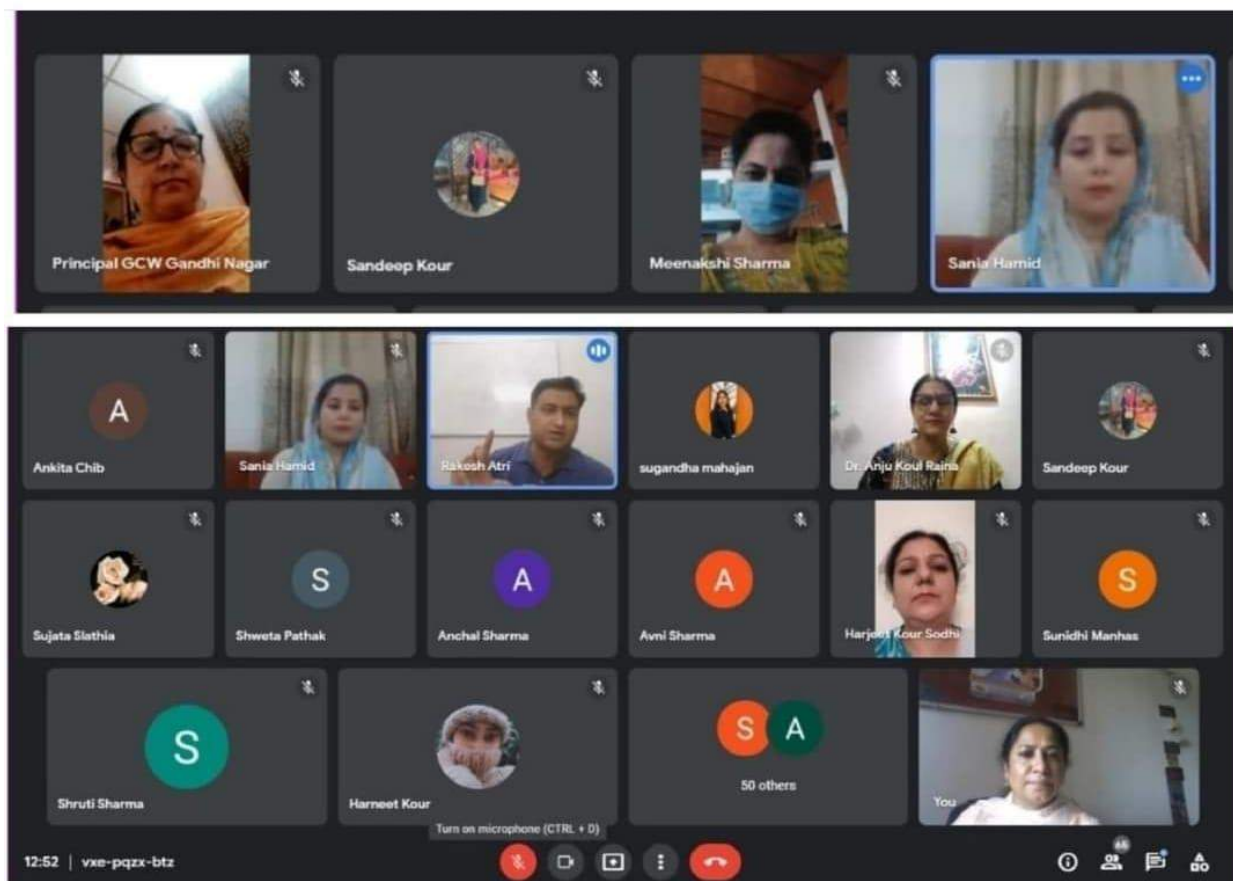 Principal GCW Gandhi Nagar
Sandeep Kour
Meenakshi Sharma
Sania Hamid
A
Ankita Chib
Sania Hamid
Rakesh Atri
sugandha mahajan
Dr. Anju Koul Raina
Sandeep Kour
Sujata Slathia
S
Shweta Pathak
A
Anchal Sharma
A
Avni Sharma
Harjeet Kour Sodhi
S
Sunidhi Manhas
S
Shruti Sharma
Harneet Kour
S A
50 others
You
Turn on microphone (CTRL + D)
12:52 | vxe-pqzx-btz